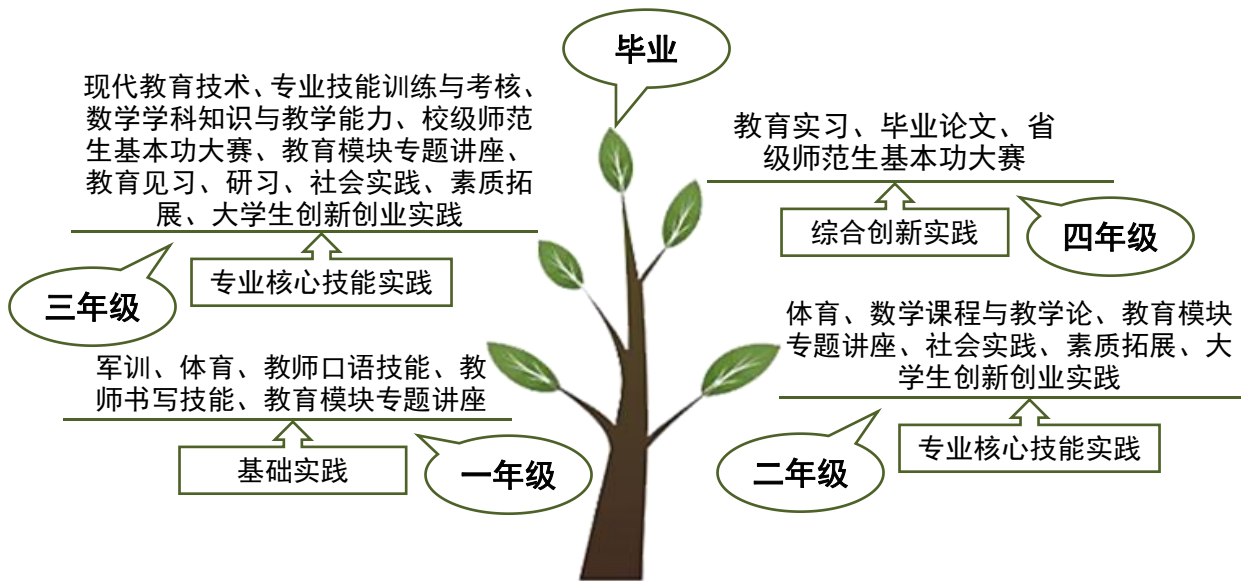 毕业
现代教育技术、专业技能训练与考核、
数学学科知识与教学能力、校级师范
生基本功大赛、教育模块专题讲座、
教育见习、研习、社会实践、素质拓
展、大学生创新创业实践
专业核心技能实践
三年级
教育实习、毕业论文、省
级师范生基本功大赛
综合创新实践
四年级
军训、体育、教师口语技能、教
师书写技能、教育模块专题讲座
基础实践
一年级
体育、数学课程与教学论、教育模块
专题讲座、社会实践、素质拓展、大
学生创新创业实践
专业核心技能实践
二年级